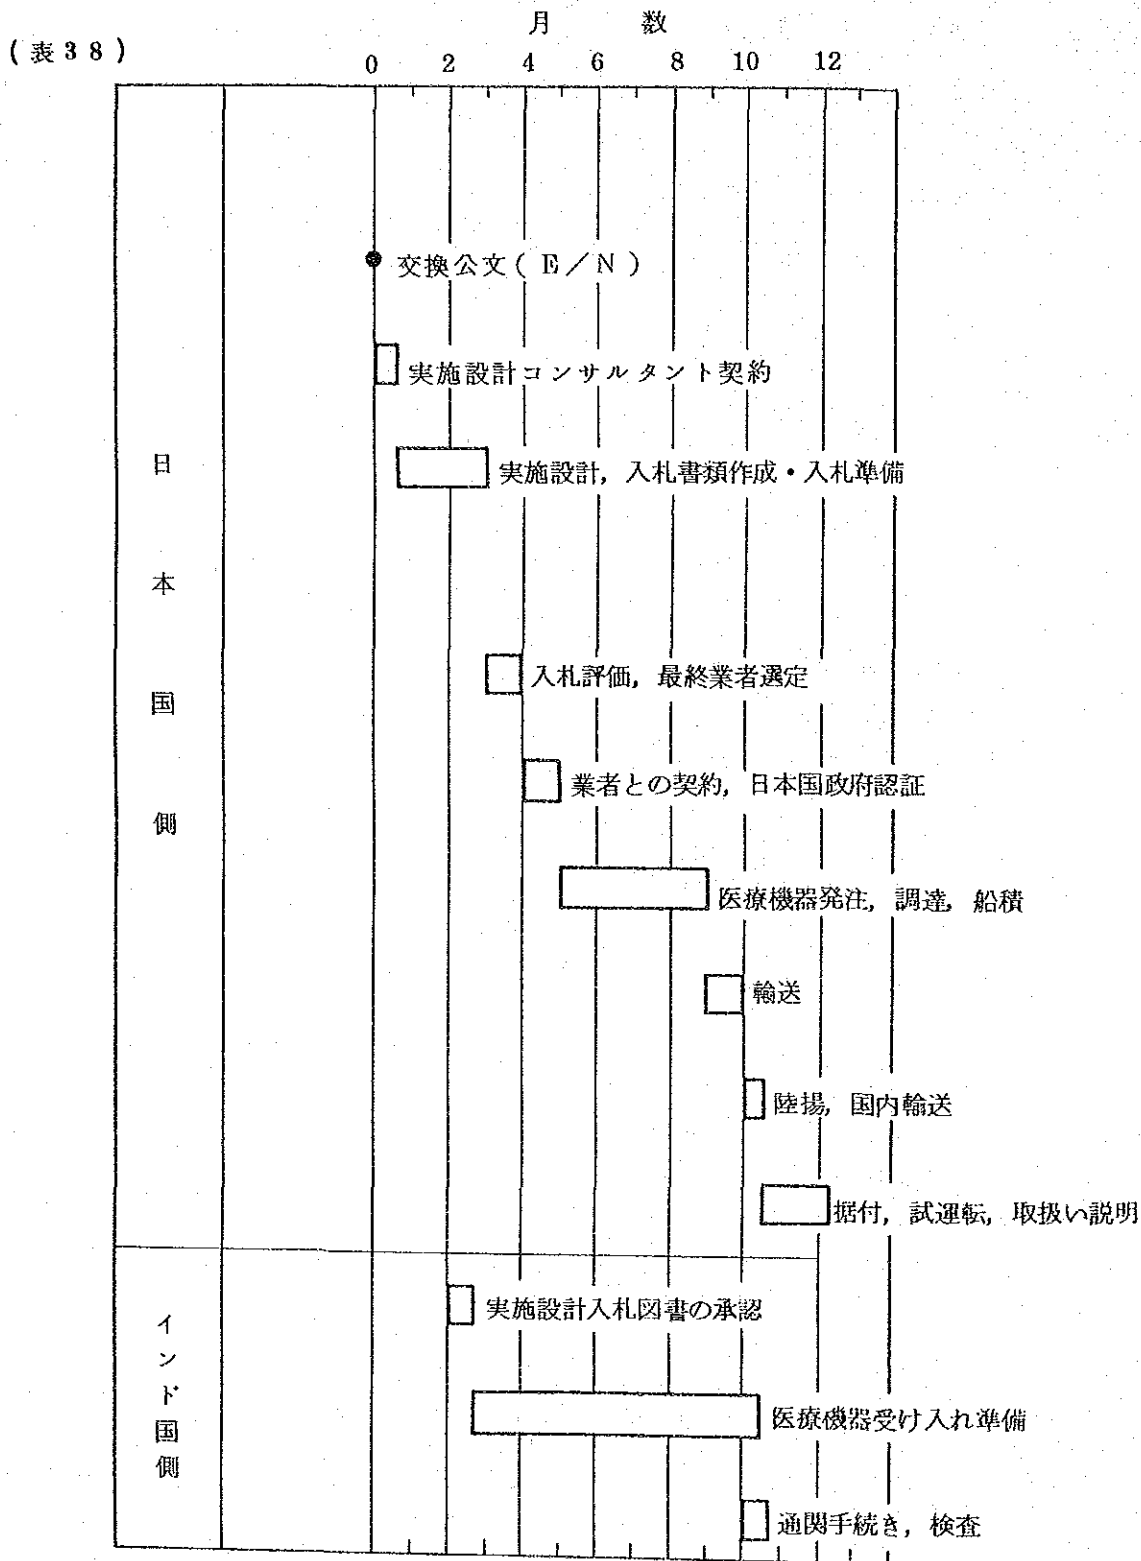 月 数
(表38)
0 2 4 6 8 10 12
交換公文(E/N)
実施設計コンサルタント契約
実施設計, 入札書類作成・入札準備
入札評価, 最終業者選定
業者との契約, 日本国政府認証
医療機器発注, 調達, 船積
輸送
陸揚, 国内輸送
据付, 試運転, 取扱い説明
日本国側
実施設計入札図書の承認
医療機器受け入れ準備
通関手続き, 検査
インド国側